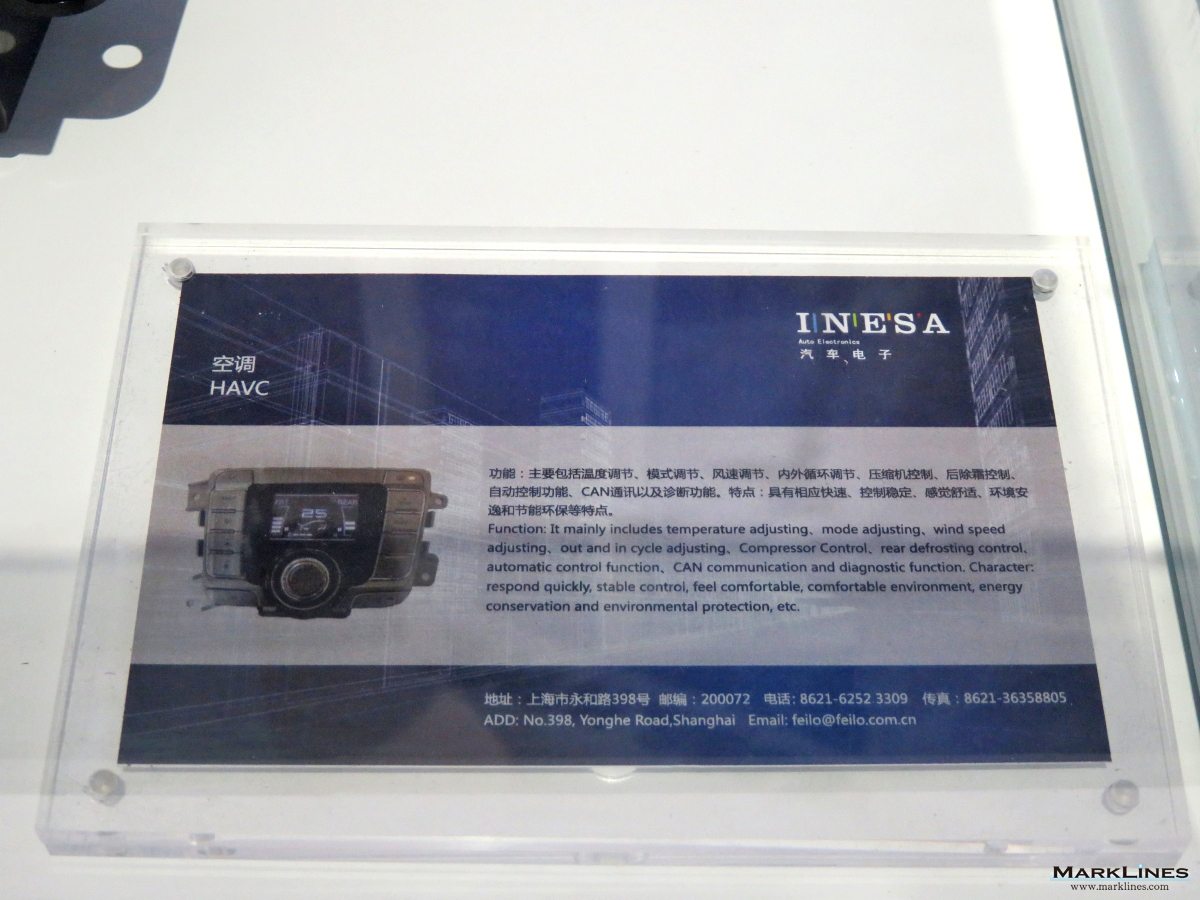 INESA
Auto Electronics
汽车电子
空调
HAVC
25
功能：主要包括温度调节、模式调节、风速调节、内外循环调节、压缩机控制、后除霜控制、
自动控制功能、CAN通讯以及诊断功能。特点：具有相应快速、控制稳定、感觉舒适、环境安
逸和节能环保等特点。
Function: It mainly includes temperature adjusting、mode adjusting、wind speed
adjusting、out and in cycle adjusting、Compressor Control、rear defrosting control、
automatic control function、CAN communication and diagnostic function. Character:
respond quickly, stable control, feel comfortable, comfortable environment, energy
conservation and environmental protection, etc.
地址：上海市永和路398号 邮编：200072 电话: 8621-6252 3309 传真：8621-36358805
ADD: No.398, Yonghe Road,Shanghai Email: feilo@feilo.com.cn
MARKLINES
www.marklines.com